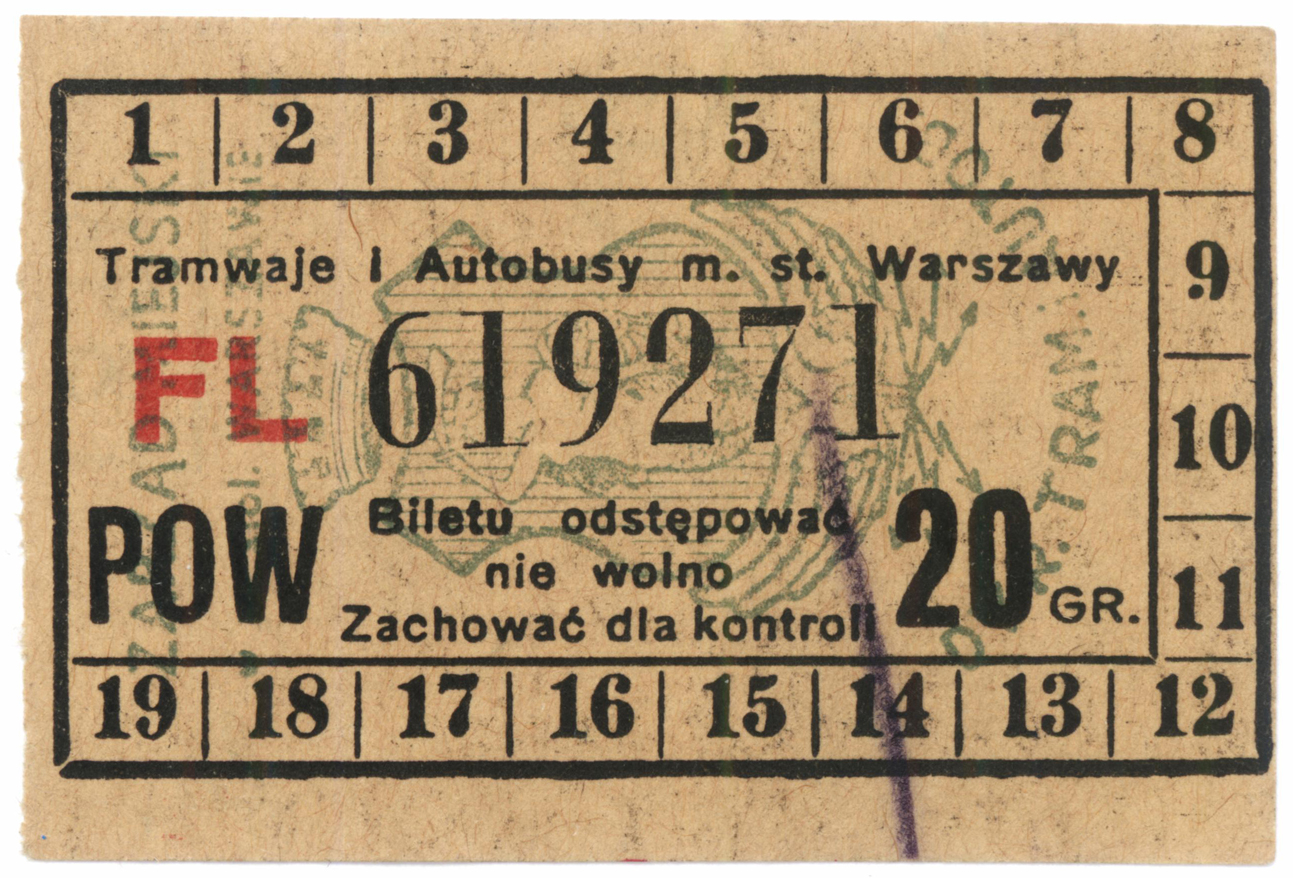 1 2 3 4 5 6 7 8
Tramwaje i Autobusy m. st. Warszawy
9
FL 619271
10
POW
Biletu odstępować
nie wolno
Zachować dla kontroli
20 GR.
11
19 18 17 16 15 14 13 12